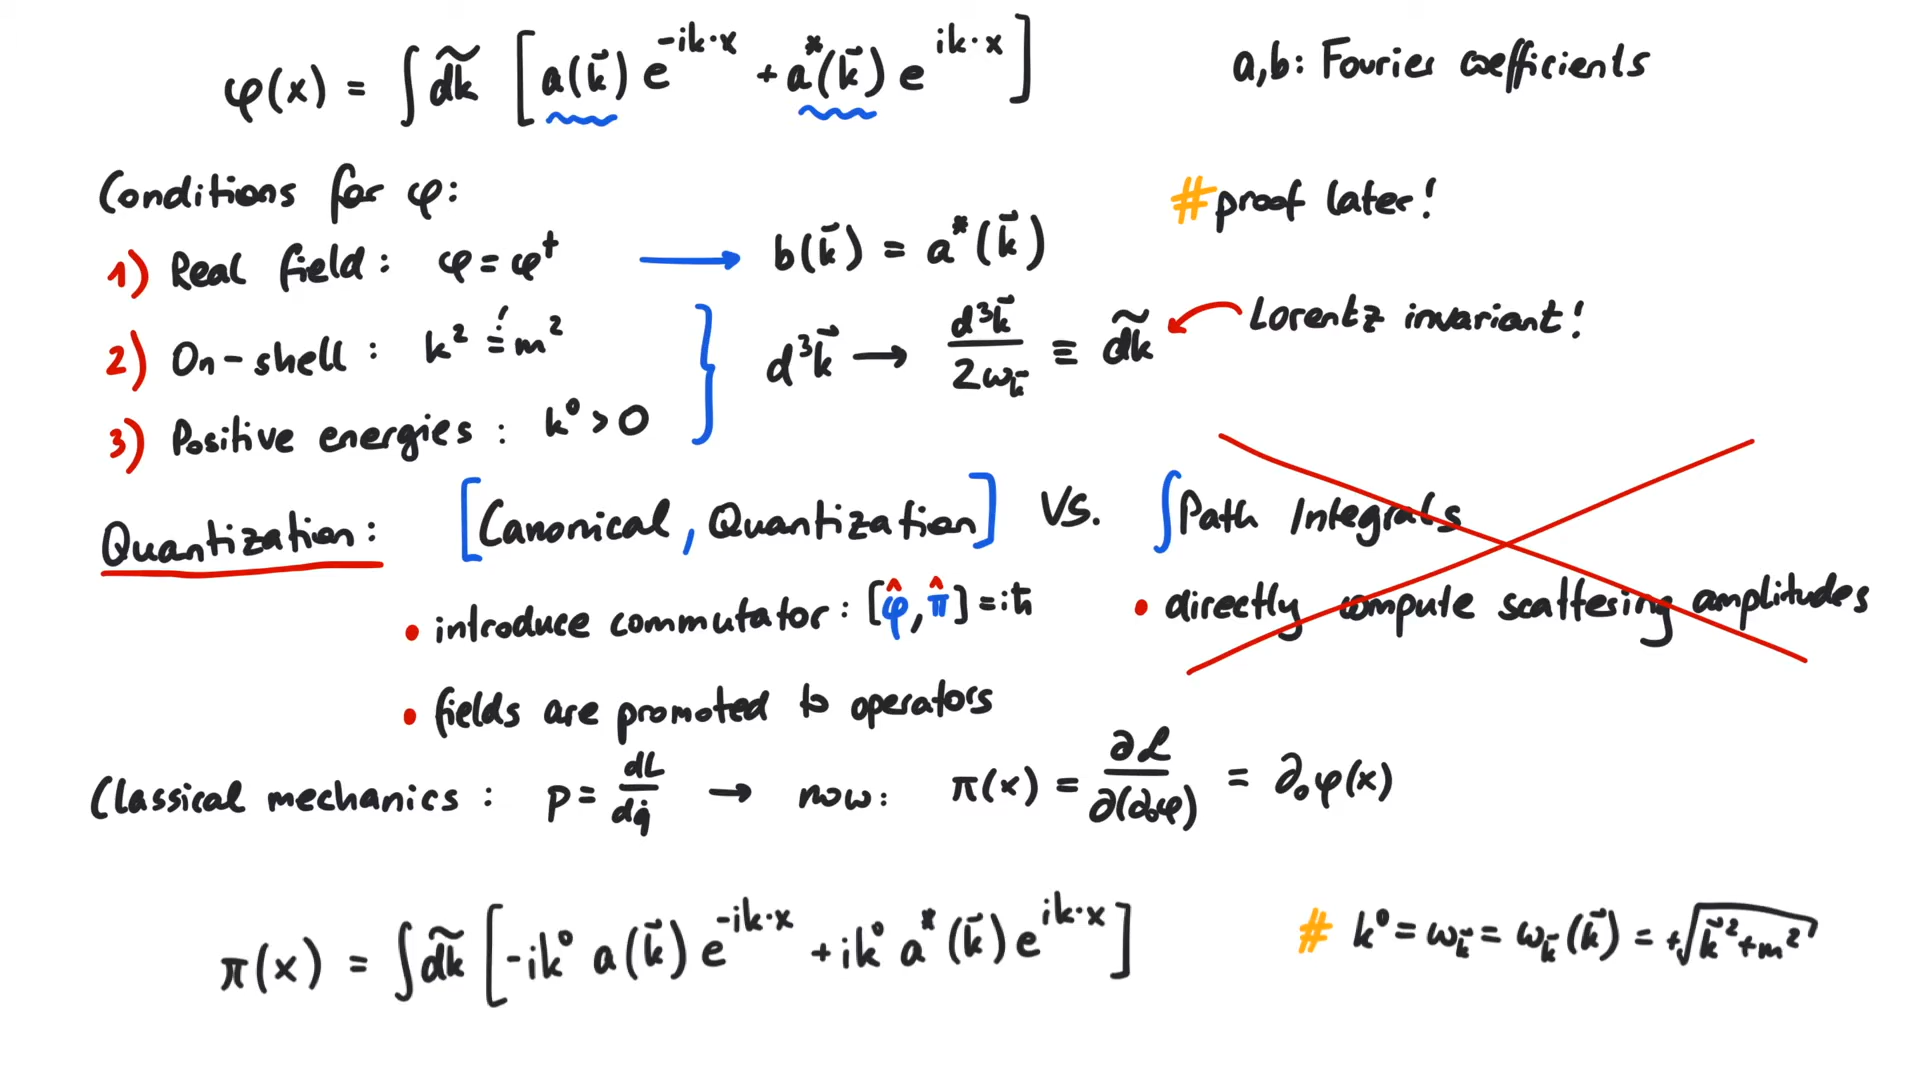 φ(x) = ∫ d̃k [a(k⃗) e^{-ik·x} + a*(k⃗) e^{ik·x}]
a,b: Fourier coefficients
Conditions for φ:
# proof later!
1) Real field: φ = φ† → b(k⃗) = a*(k⃗)
2) On-shell: k² ≟! m²
d³k⃗ → d³k⃗ / 2ω_k⃗ ≡ d̃k
Lorentz invariant!
3) Positive energies: k⁰ > 0
Quantization: [Canonical, Quantization] vs. ∫Path Integrals
• introduce commutator: [φ̂, π̂] = iħ
• directly compute scattering amplitudes
• fields are promoted to operators
Classical mechanics: p = dL/dq̇ → now: π(x) = ∂ℒ/∂(∂₀φ) = ∂₀φ(x)
π(x) = ∫ d̃k [-ik⁰ a(k⃗) e^{-ik·x} + ik⁰ a*(k⃗) e^{ik·x}]
# k⁰ = ω_k⃗ = ω_k⃗(k⃗) = +√(k⃗² + m²)